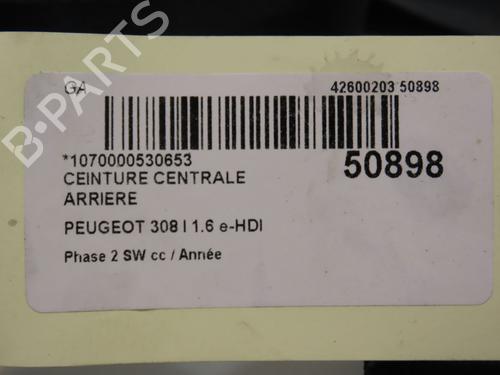 GA
42600203 50898
*1070000530653
50898
CEINTURE CENTRALE
ARRIERE
PEUGEOT 308 I 1.6 e-HDI
Phase 2 SW cc / Année
B-PARTS